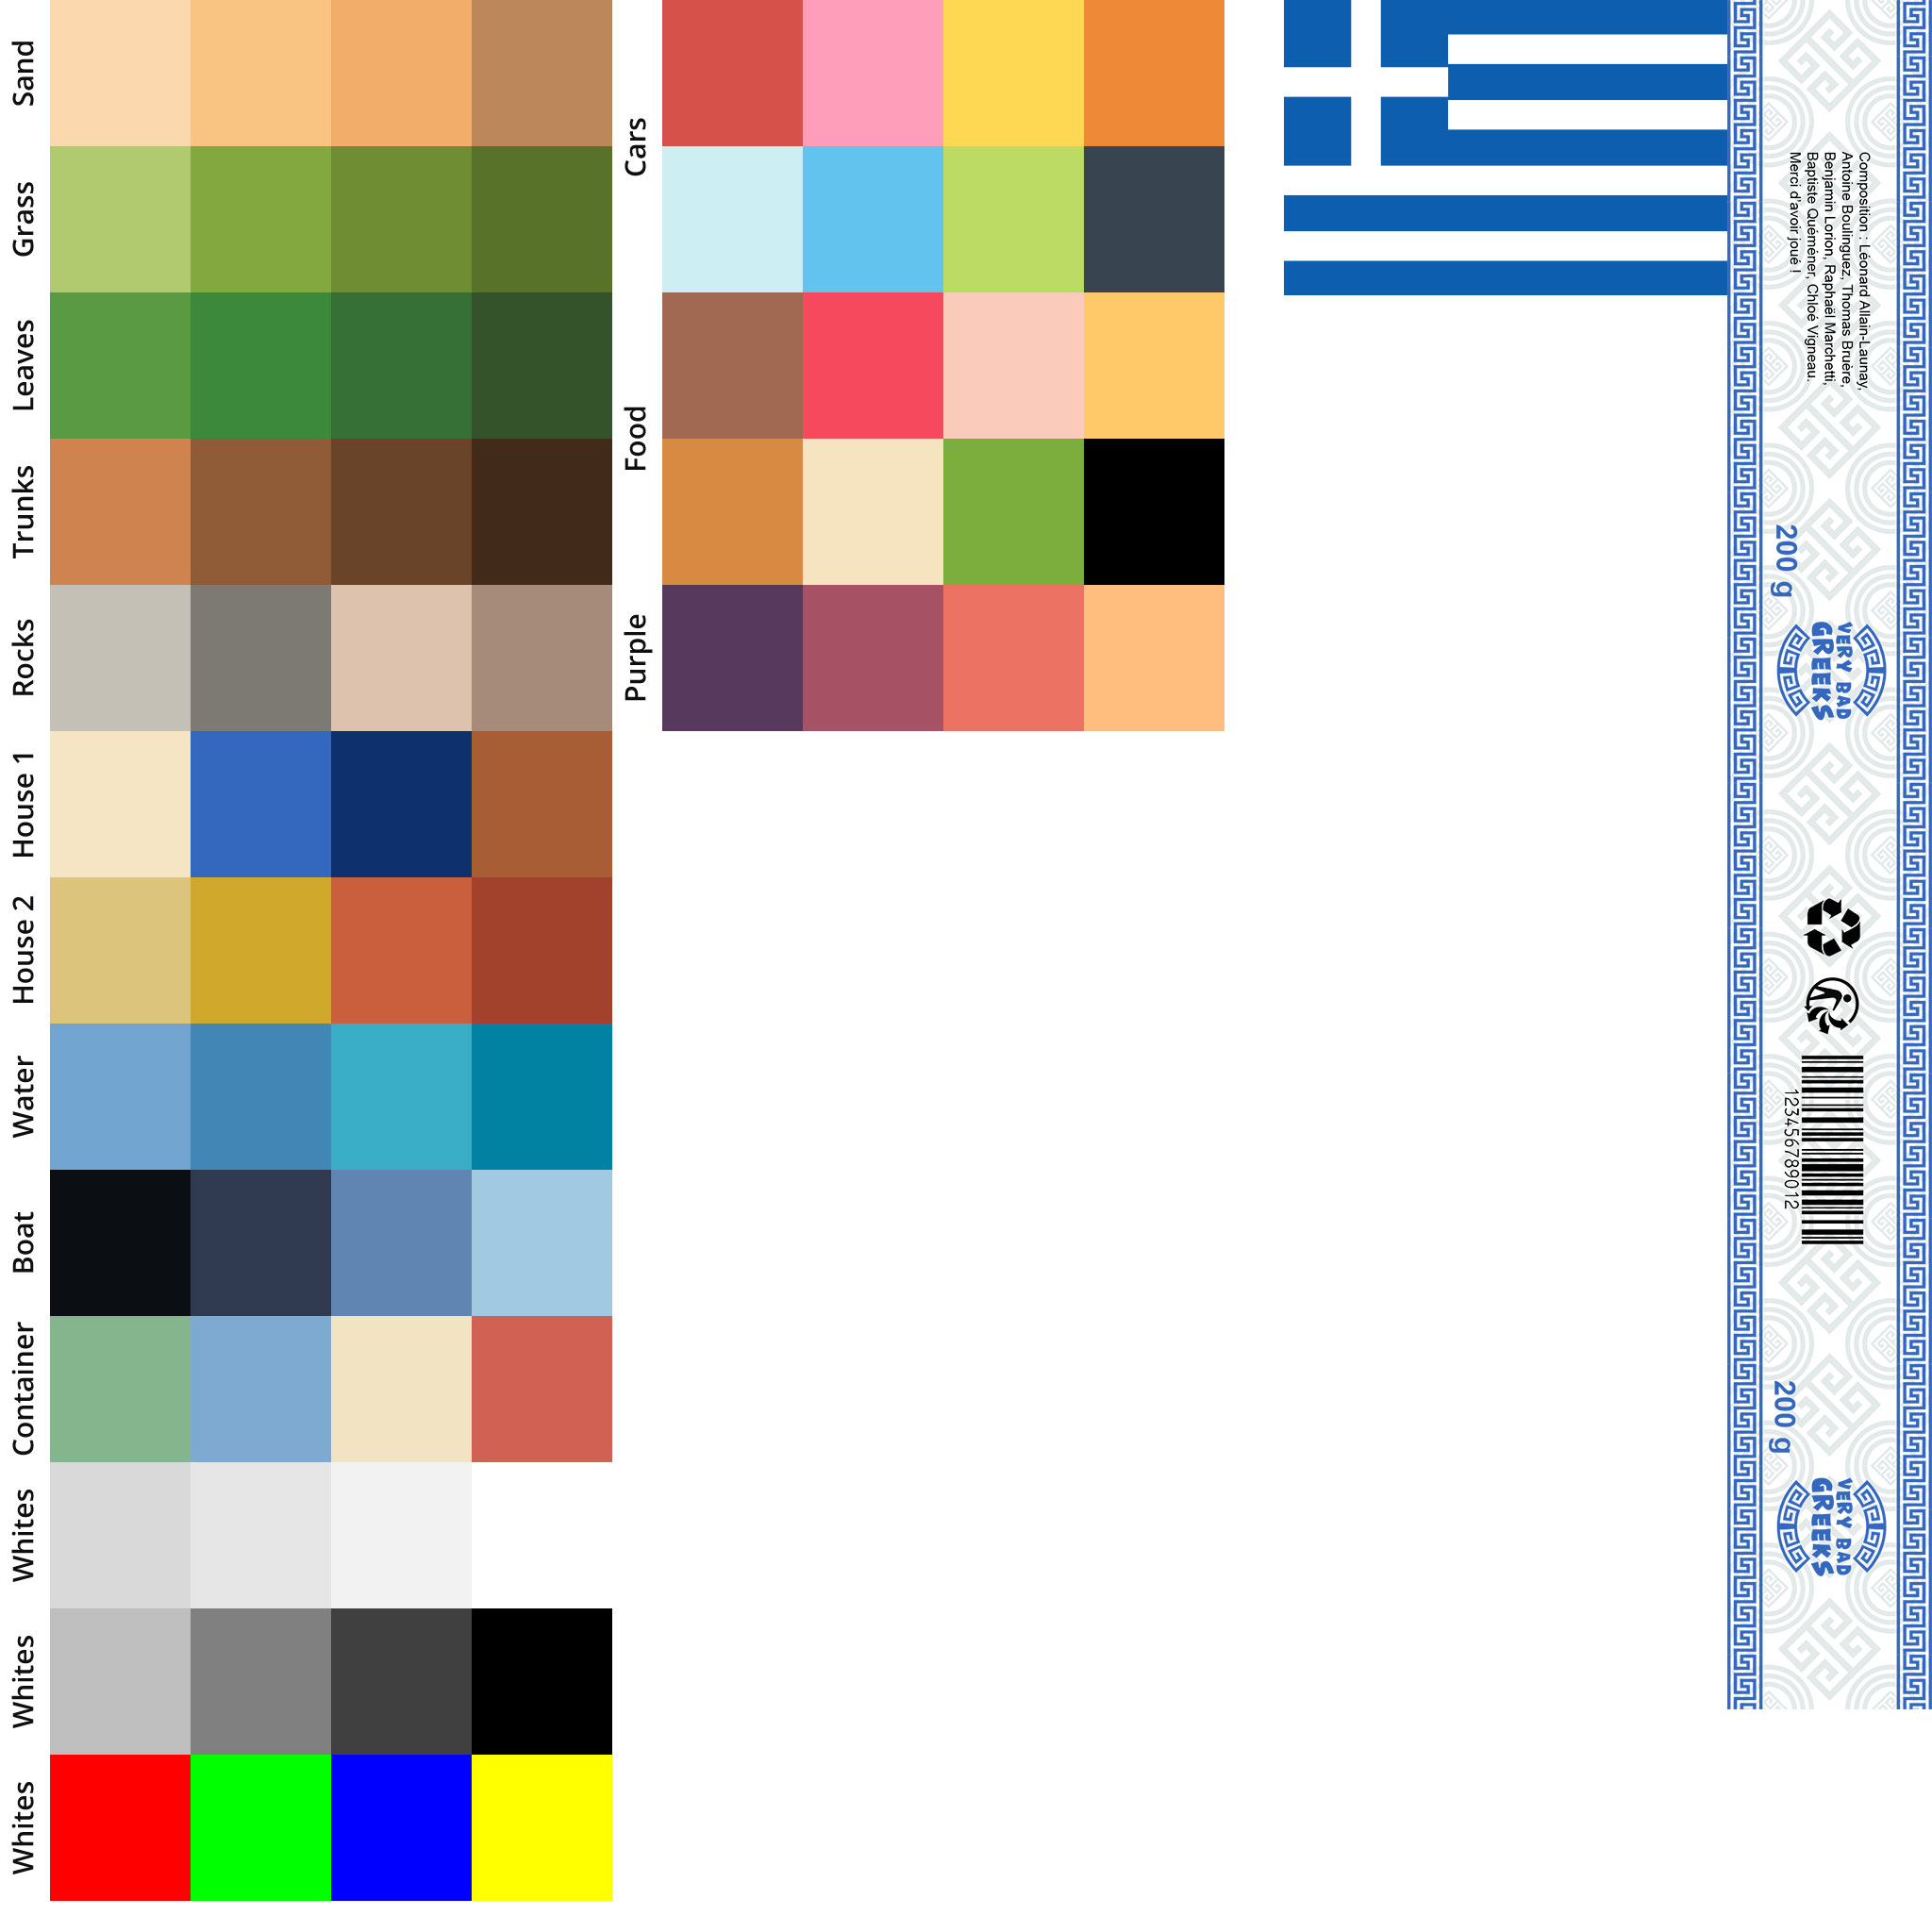 Sand
Grass
Leaves
Trunks
Rocks
House 1
House 2
Water
Boat
Container
Whites
Whites
Whites
Cars
Food
Purple
Composition : Léonard Allain-Launay,
Antoine Boulinguez, Thomas Bruère,
Benjamin Lorion, Raphaël Marchetti,
Baptiste Quéméner, Chloé Vigneau.
Merci d'avoir joué !
200 g
VERY BAD
GREEKS
123456789012
200 g
VERY BAD
GREEKS